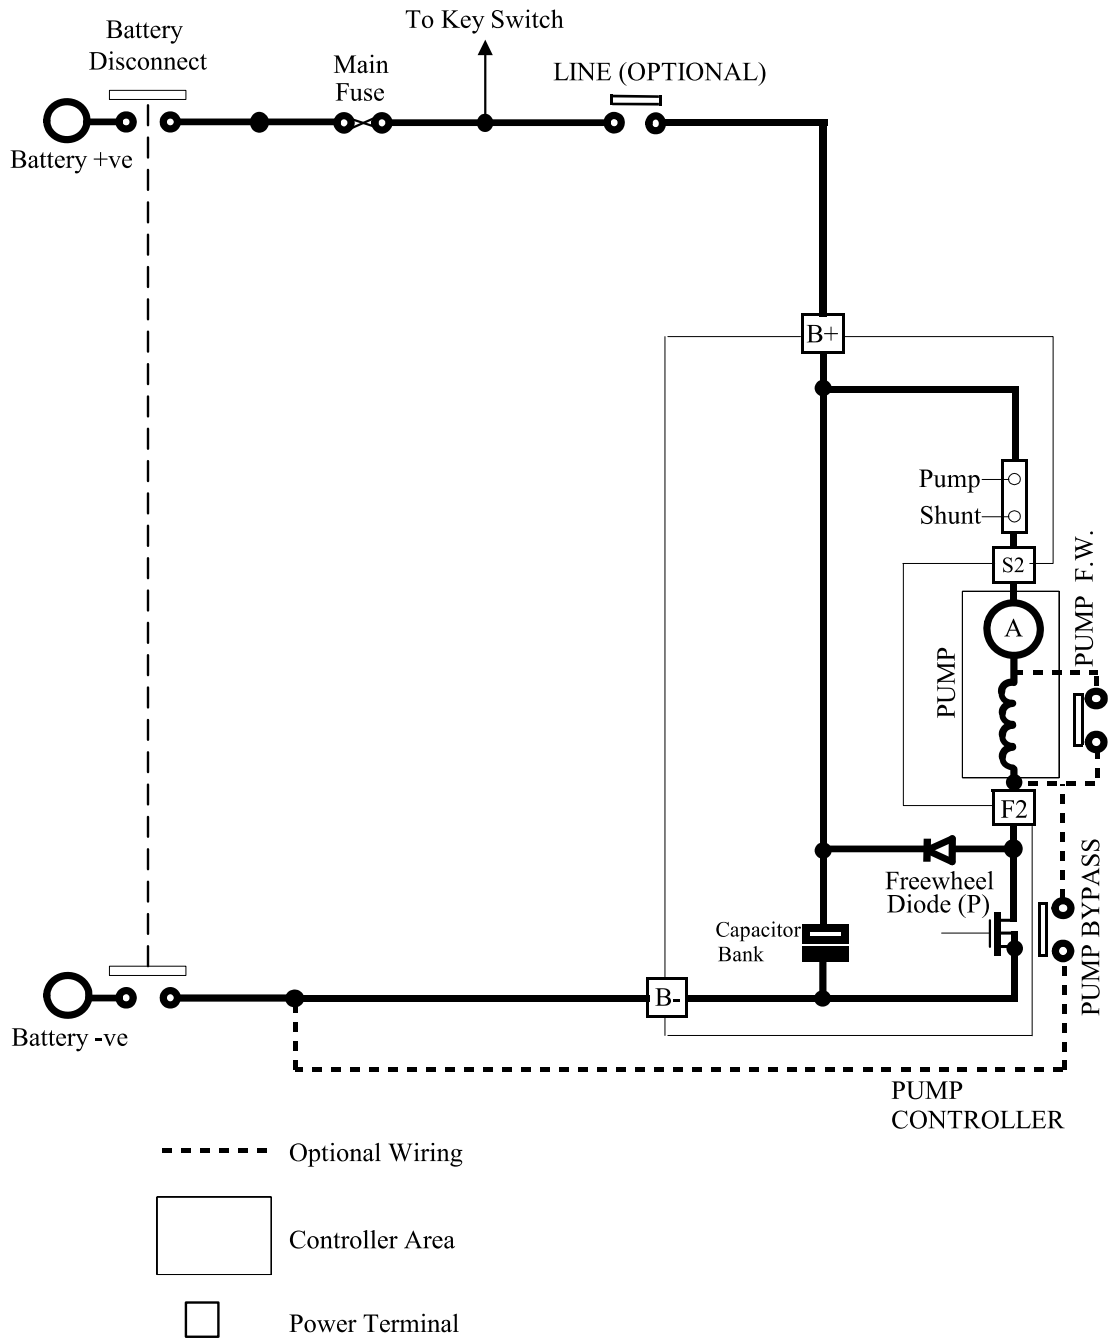 To Key Switch
Battery
Disconnect
Main
Fuse
LINE (OPTIONAL)
Battery +ve
B+
Pump
Shunt
S2
PUMP F.W.
A
PUMP
F2
Freewheel
Diode (P)
PUMP BYPASS
Capacitor
Bank
B-
Battery -ve
PUMP
CONTROLLER
Optional Wiring
Controller Area
Power Terminal